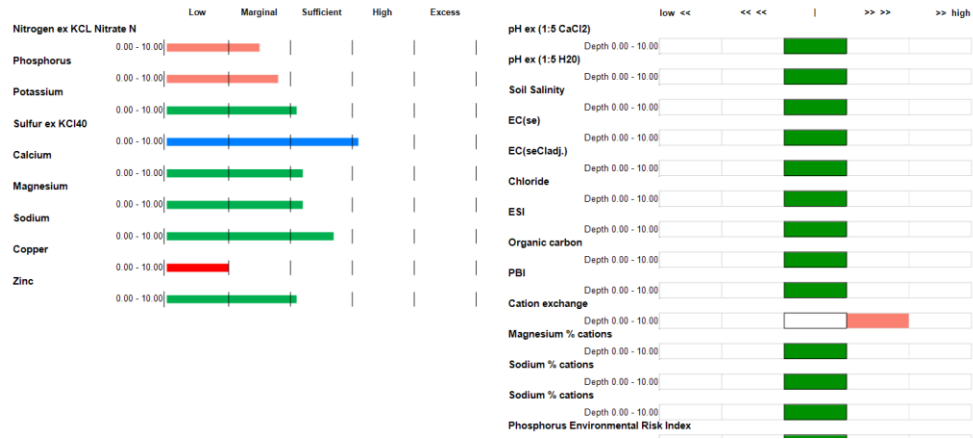 Low Marginal Sufficient High Excess
Nitrogen ex KCL Nitrate N
0.00 - 10.00
Phosphorus
0.00 - 10.00
Potassium
0.00 - 10.00
Sulfur ex KCl40
0.00 - 10.00
Calcium
0.00 - 10.00
Magnesium
0.00 - 10.00
Sodium
0.00 - 10.00
Copper
0.00 - 10.00
Zinc
0.00 - 10.00
low << << << | >> >> >> high
pH ex (1:5 CaCl2)
Depth 0.00 - 10.00
pH ex (1:5 H20)
Depth 0.00 - 10.00
Soil Salinity
Depth 0.00 - 10.00
EC(se)
Depth 0.00 - 10.00
EC(seCladj.)
Depth 0.00 - 10.00
Chloride
Depth 0.00 - 10.00
ESI
Depth 0.00 - 10.00
Organic carbon
Depth 0.00 - 10.00
PBI
Depth 0.00 - 10.00
Cation exchange
Depth 0.00 - 10.00
Magnesium % cations
Depth 0.00 - 10.00
Sodium % cations
Depth 0.00 - 10.00
Sodium % cations
Depth 0.00 - 10.00
Phosphorus Environmental Risk Index